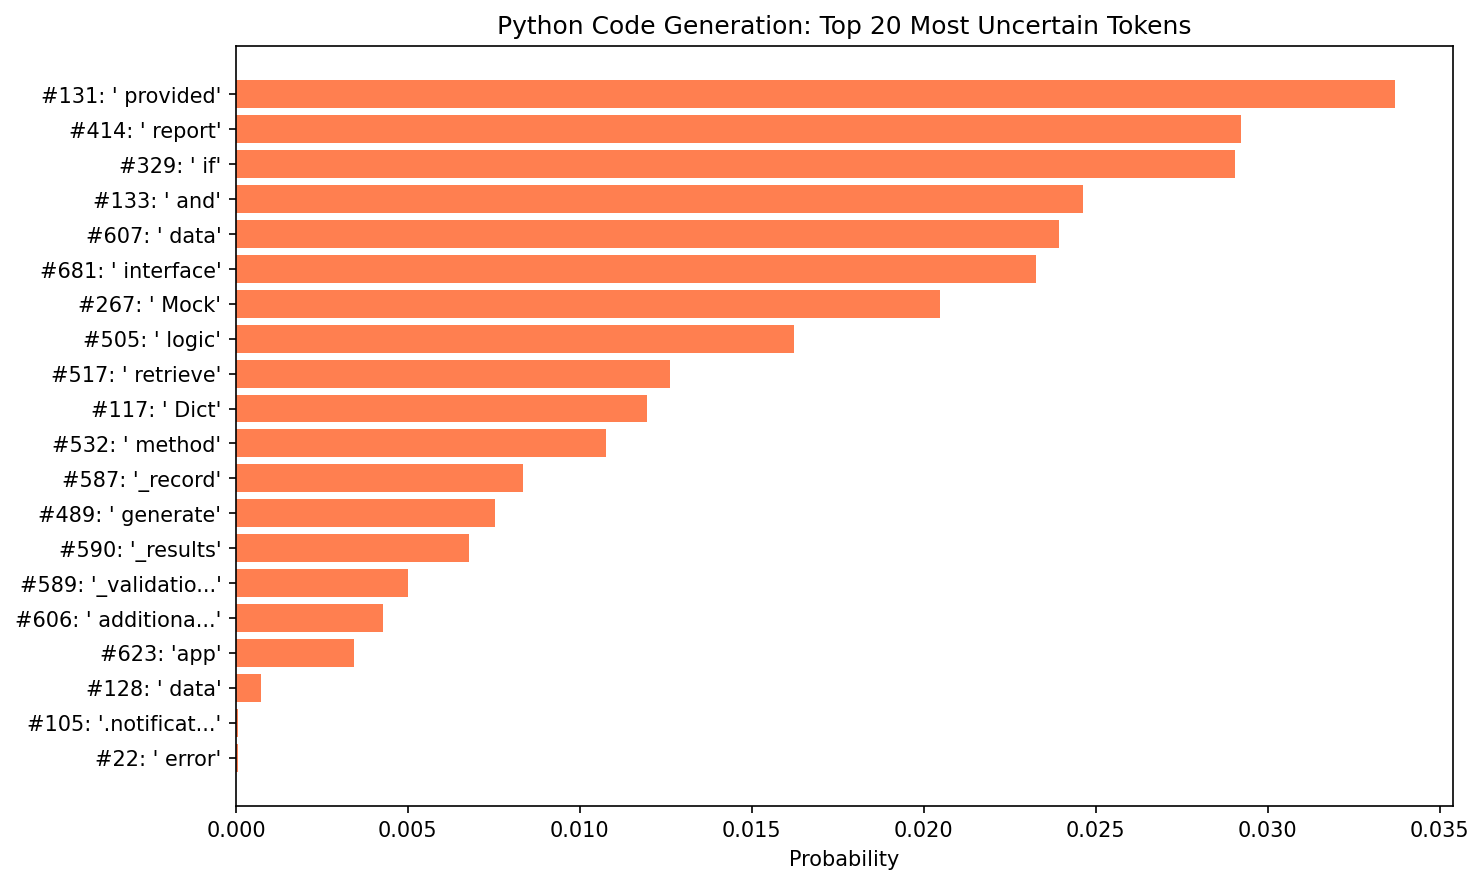 Python Code Generation: Top 20 Most Uncertain Tokens
#131: ' provided'
#414: ' report'
#329: ' if'
#133: ' and'
#607: ' data'
#681: ' interface'
#267: ' Mock'
#505: ' logic'
#517: ' retrieve'
#117: ' Dict'
#532: ' method'
#587: '_record'
#489: ' generate'
#590: '_results'
#589: '_validatio...'
#606: ' additiona...'
#623: 'app'
#128: ' data'
#105: '.notificat...'
#22: ' error'
0.000 0.005 0.010 0.015 0.020 0.025 0.030 0.035
Probability